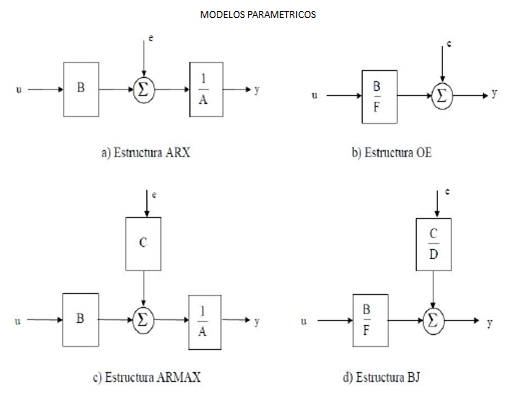 MODELOS PARAMETRICOS
e
u
B
Σ
1
A
y
a) Estructura ARX
e
u
B
F
Σ
y
b) Estructura OE
e
C
u
B
Σ
1
A
y
c) Estructura ARMAX
e
C
D
u
B
F
Σ
y
d) Estructura BJ